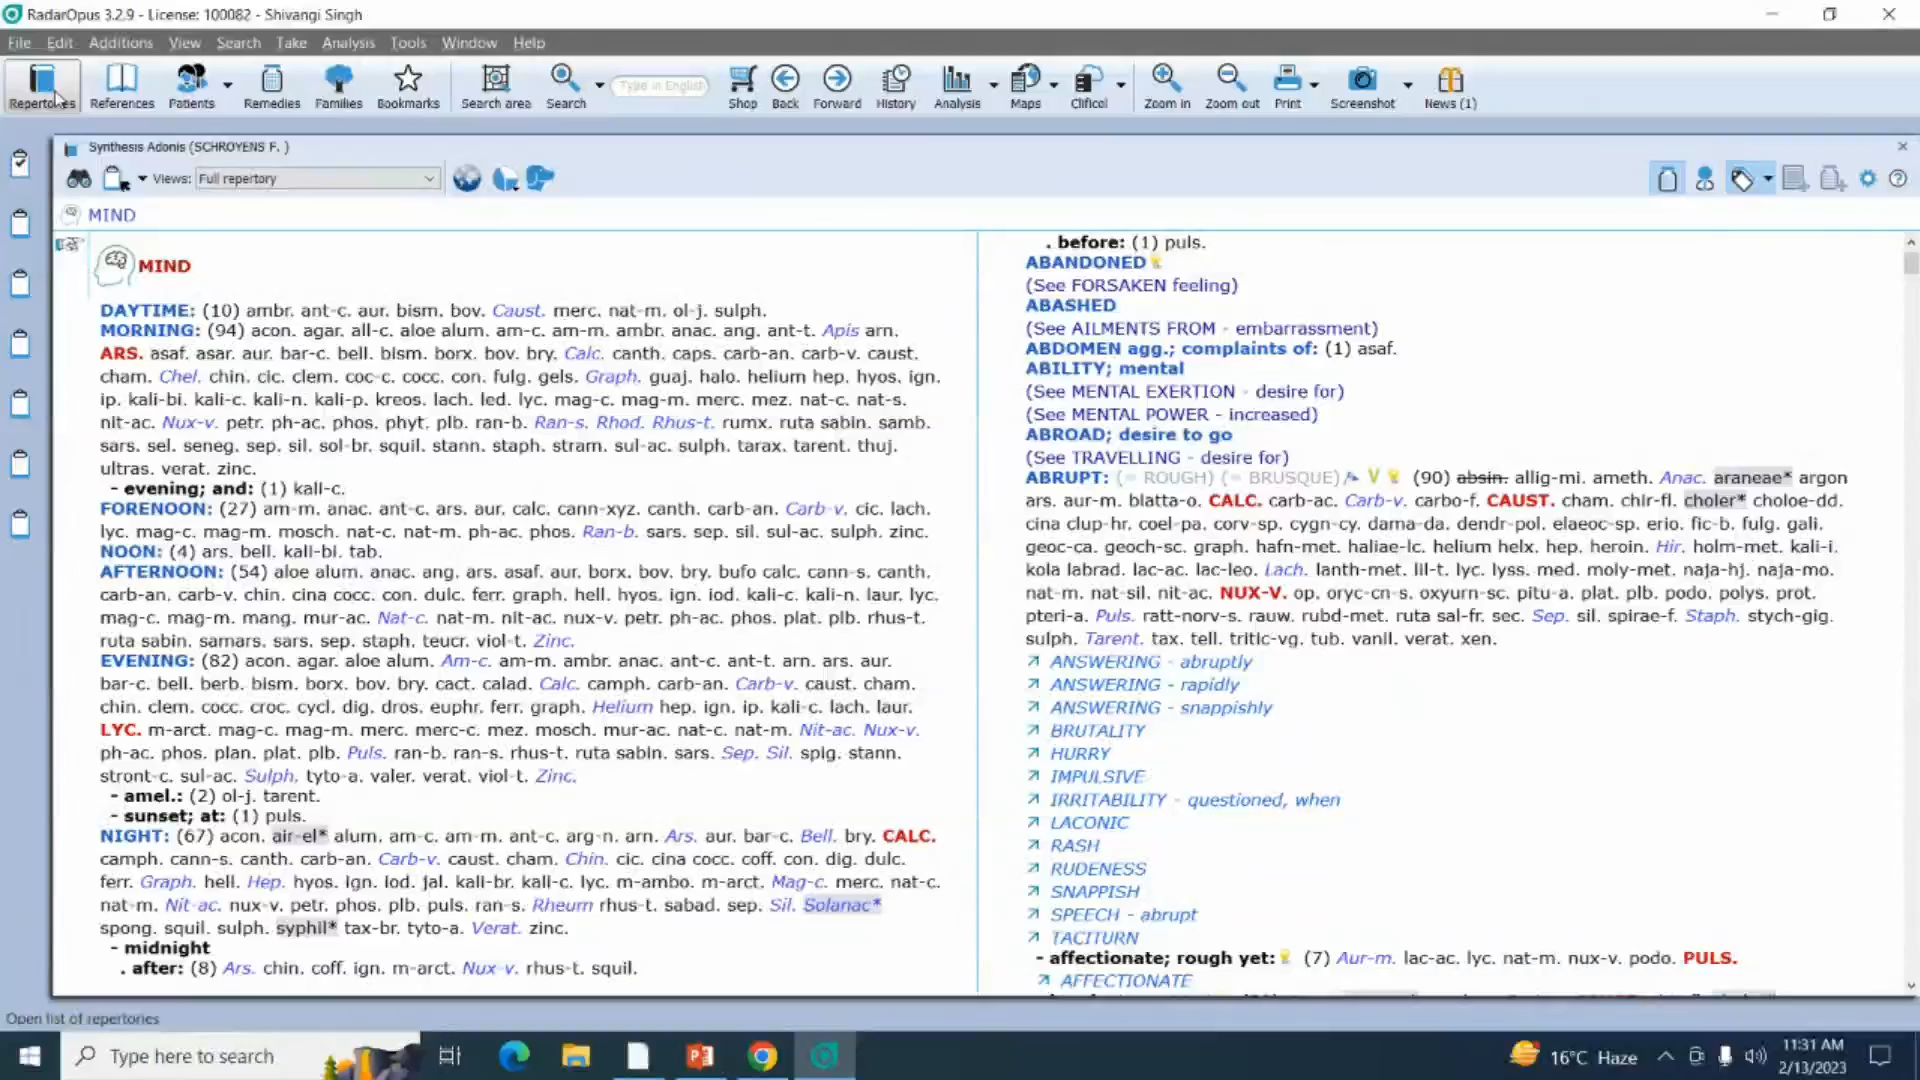 RadarOpus 3.2.9 - License: 100082 - Shivangi Singh
File Edit Additions View Search Take Analysis Tools Window Help
Repertories References Patients Remedies Families Bookmarks Search area Search Type in English Shop Back Forward History Analysis Maps Clificol Zoom in Zoom out Print Screenshot News (1)
Synthesis Adonis (SCHROYENS F. )
Views: Full repertory
MIND
MIND
DAYTIME: (10) ambr. ant-c. aur. bism. bov. Caust. merc. nat-m. ol-j. sulph.
MORNING: (94) acon. agar. all-c. aloe alum. am-c. am-m. ambr. anac. ang. ant-t. Apis arn.
ARS. asaf. asar. aur. bar-c. bell. bism. borx. bov. bry. Calc. canth. caps. carb-an. carb-v. caust.
cham. Chel. chin. cic. clem. coc-c. cocc. con. fulg. gels. Graph. guaj. halo. helium hep. hyos. ign.
ip. kali-bi. kali-c. kali-n. kali-p. kreos. lach. led. lyc. mag-c. mag-m. merc. mez. nat-c. nat-s.
nit-ac. Nux-v. petr. ph-ac. phos. phyt. plb. ran-b. Ran-s. Rhod. Rhus-t. rumx. ruta sabin. samb.
sars. sel. seneg. sep. sil. sol-br. squil. stann. staph. stram. sul-ac. sulph. tarax. tarent. thuj.
ultras. verat. zinc.
- evening; and: (1) kali-c.
FORENOON: (27) am-m. anac. ant-c. ars. aur. calc. cann-xyz. canth. carb-an. Carb-v. cic. lach.
lyc. mag-c. mag-m. mosch. nat-c. nat-m. ph-ac. phos. Ran-b. sars. sep. sil. sul-ac. sulph. zinc.
NOON: (4) ars. bell. kali-bi. tab.
AFTERNOON: (54) aloe alum. anac. ang. ars. asaf. aur. borx. bov. bry. bufo calc. cann-s. canth.
carb-an. carb-v. chin. cina cocc. con. dulc. ferr. graph. hell. hyos. ign. iod. kali-c. kali-n. laur. lyc.
mag-c. mag-m. mang. mur-ac. Nat-c. nat-m. nit-ac. nux-v. petr. ph-ac. phos. plat. plb. rhus-t.
ruta sabin. samars. sars. sep. staph. teucr. viol-t. Zinc.
EVENING: (82) acon. agar. aloe alum. Am-c. am-m. ambr. anac. ant-c. ant-t. arn. ars. aur.
bar-c. bell. berb. bism. borx. bov. bry. cact. calad. Calc. camph. carb-an. Carb-v. caust. cham.
chin. clem. cocc. croc. cycl. dig. dros. euphr. ferr. graph. Helium hep. ign. ip. kali-c. lach. laur.
LYC. m-arct. mag-c. mag-m. merc. merc-c. mez. mosch. mur-ac. nat-c. nat-m. Nit-ac. Nux-v.
ph-ac. phos. plan. plat. plb. Puls. ran-b. ran-s. rhus-t. ruta sabin. sars. Sep. Sil. spig. stann.
stront-c. sul-ac. Sulph. tyto-a. valer. verat. viol-t. Zinc.
- amel.: (2) ol-j. tarent.
- sunset; at: (1) puls.
NIGHT: (67) acon. air-el* alum. am-c. am-m. ant-c. arg-n. arn. Ars. aur. bar-c. Bell. bry. CALC.
camph. cann-s. canth. carb-an. Carb-v. caust. cham. Chin. cic. cina cocc. coff. con. dig. dulc.
ferr. Graph. hell. Hep. hyos. ign. iod. jal. kali-br. kali-c. lyc. m-ambo. m-arct. Mag-c. merc. nat-c.
nat-m. Nit-ac. nux-v. petr. phos. plb. puls. ran-s. Rheum rhus-t. sabad. sep. Sil. Solanac*
spong. squil. sulph. syphil* tax-br. tyto-a. Verat. zinc.
- midnight
. after: (8) Ars. chin. coff. ign. m-arct. Nux-v. rhus-t. squil.
. before: (1) puls.
ABANDONED
(See FORSAKEN feeling)
ABASHED
(See AILMENTS FROM - embarrassment)
ABDOMEN agg.; complaints of: (1) asaf.
ABILITY; mental
(See MENTAL EXERTION - desire for)
(See MENTAL POWER - increased)
ABROAD; desire to go
(See TRAVELLING - desire for)
ABRUPT: (= ROUGH) (= BRUSQUE) V (90) absin. allig-mi. ameth. Anac. araneae* argon
ars. aur-m. blatta-o. CALC. carb-ac. Carb-v. carbo-f. CAUST. cham. chlr-fl. choler* choloe-dd.
cina clup-hr. coel-pa. corv-sp. cygn-cy. dama-da. dendr-pol. elaeoc-sp. erio. fic-b. fulg. gali.
geoc-ca. geoch-sc. graph. hafn-met. haliae-lc. helium helx. hep. heroin. Hir. holm-met. kali-i.
kola labrad. lac-ac. lac-leo. Lach. lanth-met. lil-t. lyc. lyss. med. moly-met. naja-hj. naja-mo.
nat-m. nat-sil. nit-ac. NUX-V. op. oryc-cn-s. oxyurn-sc. pitu-a. plat. plb. podo. polys. prot.
pteri-a. Puls. ratt-norv-s. rauw. rubd-met. ruta sal-fr. sec. Sep. sil. spirae-f. Staph. stych-gig.
sulph. Tarent. tax. tell. tritic-vg. tub. vanil. verat. xen.
ANSWERING - abruptly
ANSWERING - rapidly
ANSWERING - snappishly
BRUTALITY
HURRY
IMPULSIVE
IRRITABILITY - questioned, when
LACONIC
RASH
RUDENESS
SNAPPISH
SPEECH - abrupt
TACITURN
- affectionate; rough yet: (7) Aur-m. lac-ac. lyc. nat-m. nux-v. podo. PULS.
AFFECTIONATE
Open list of repertories
Type here to search
16°C Haze
11:31 AM
2/13/2023